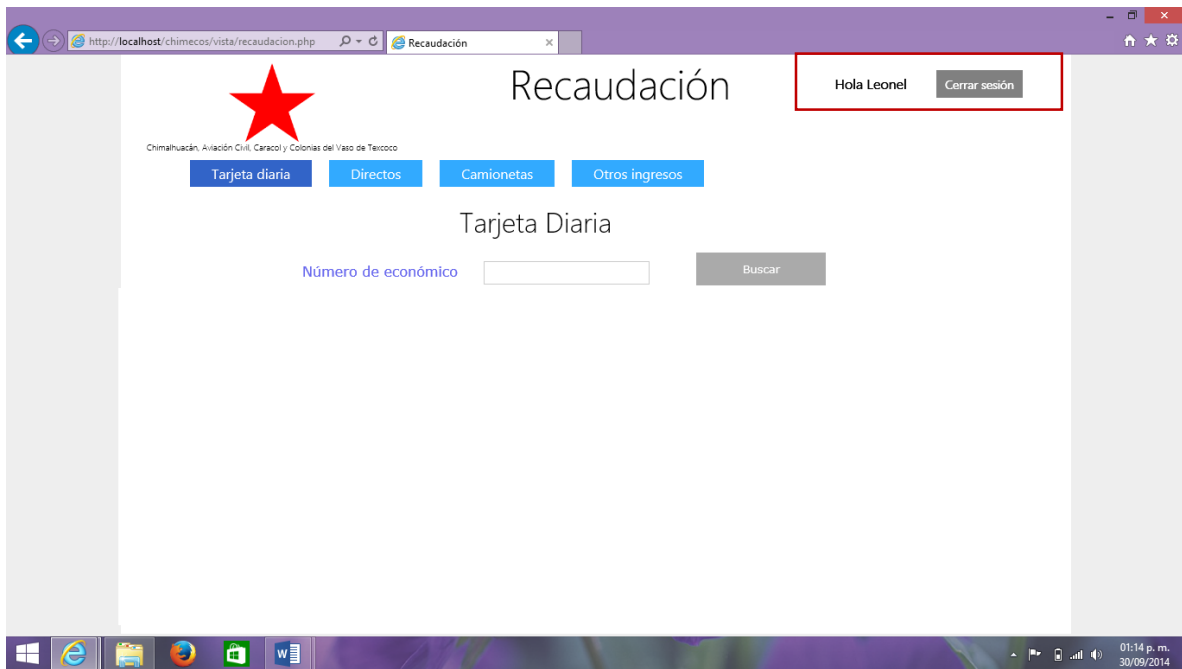 http://localhost/chimecos/vista/recaudacion.php
Recaudación
Recaudación
Hola Leonel
Cerrar sesión
Chimalhuacán, Aviación Civil, Caracol y Colonias del Vaso de Texcoco
Tarjeta diaria
Directos
Camionetas
Otros ingresos
Tarjeta Diaria
Número de económico
Buscar
01:14 p. m.
30/09/2014